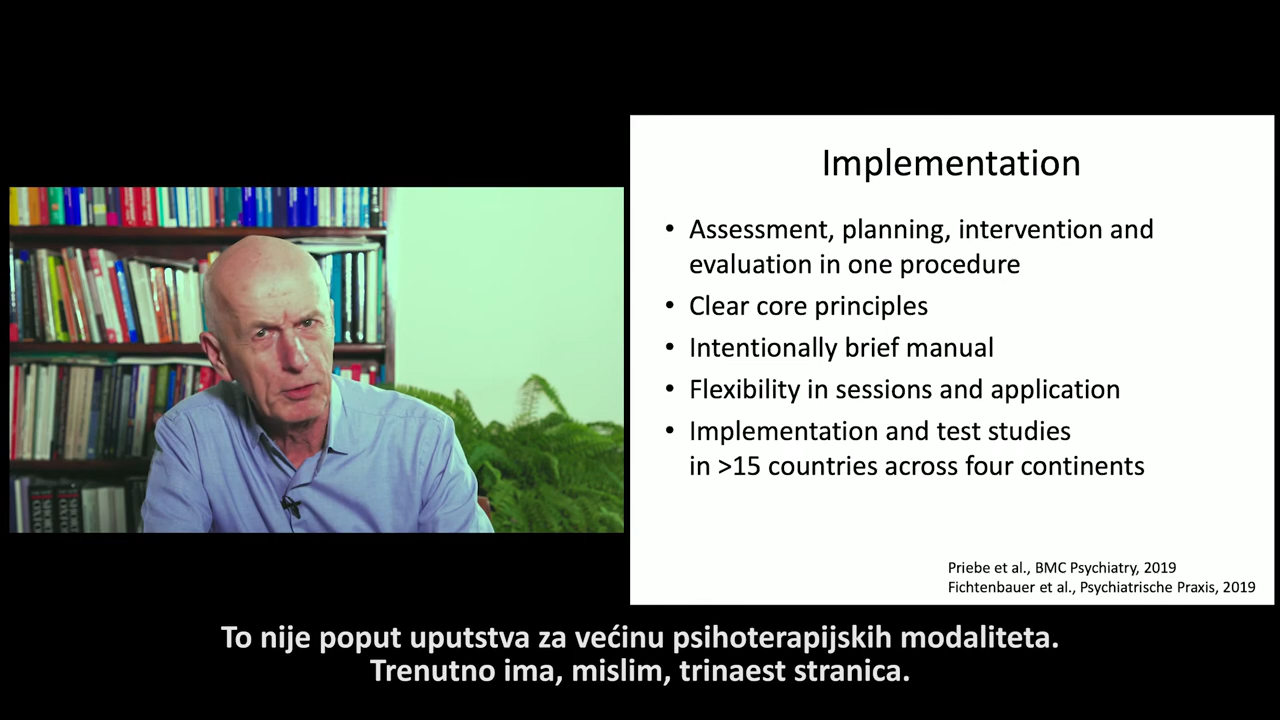 Implementation
• Assessment, planning, intervention and
evaluation in one procedure
• Clear core principles
• Intentionally brief manual
• Flexibility in sessions and application
• Implementation and test studies
in >15 countries across four continents
Priebe et al., BMC Psychiatry, 2019
Fichtenbauer et al., Psychiatrische Praxis, 2019
To nije poput uputstva za većinu psihoterapijskih modaliteta.
Trenutno ima, mislim, trinaest stranica.